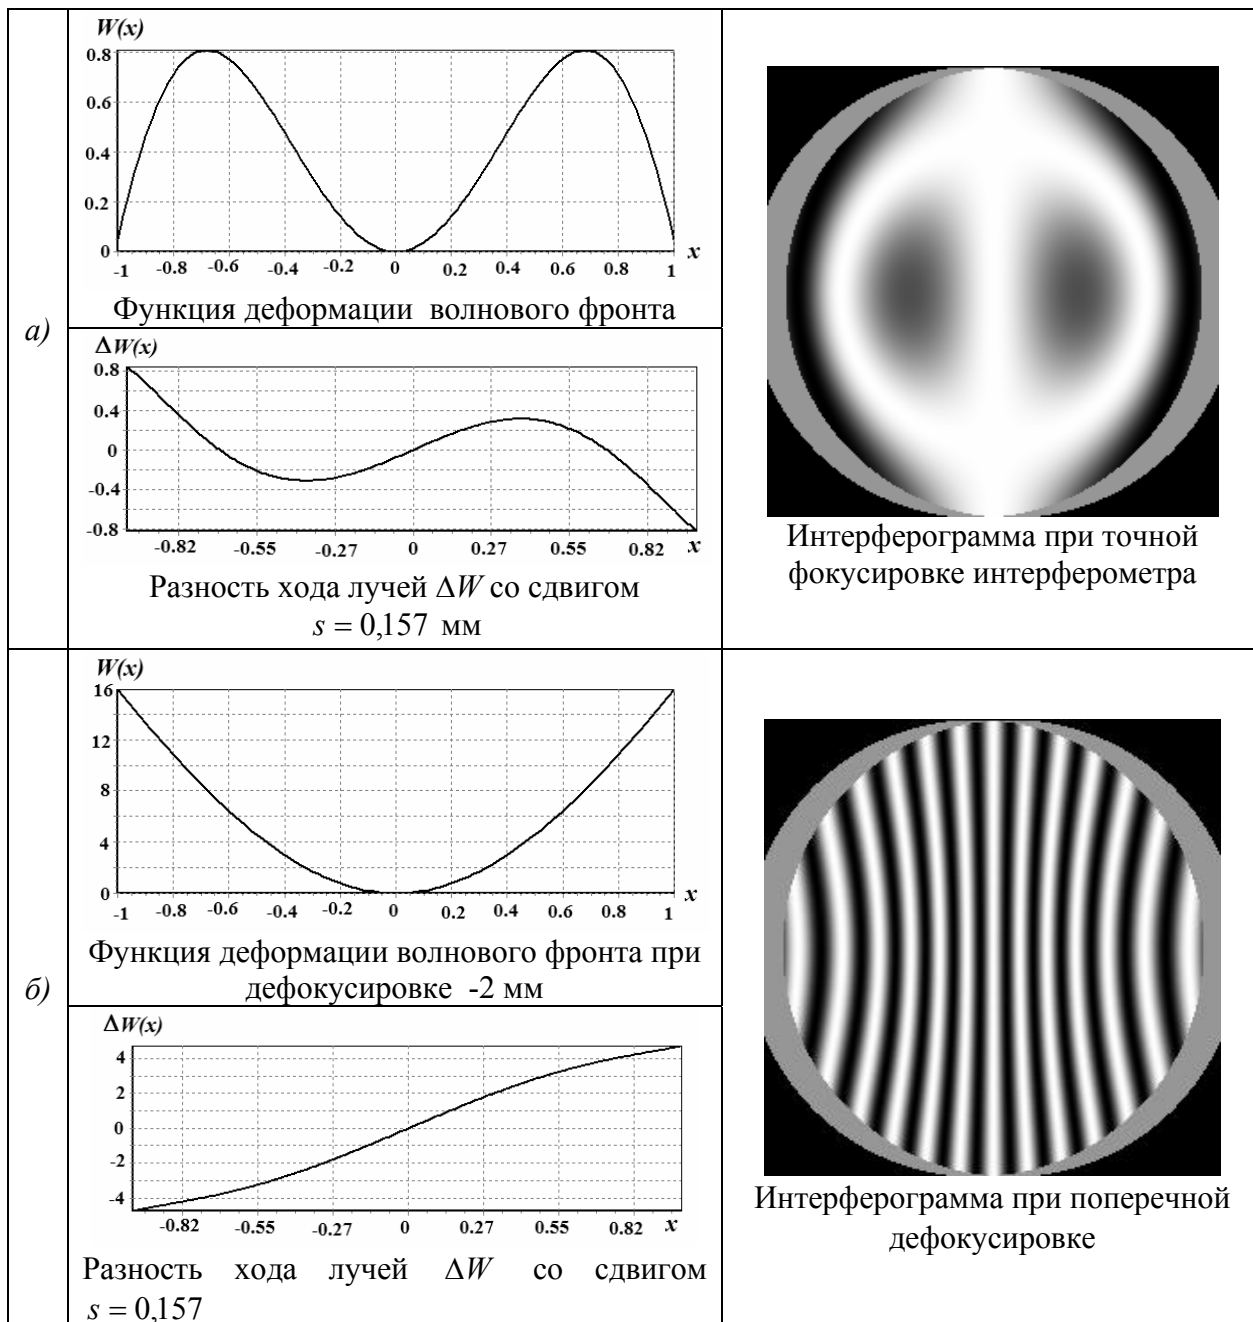 а)
W(x)
0.8
0.6
0.4
0.2
0
-1 -0.8 -0.6 -0.4 -0.2 0 0.2 0.4 0.6 0.8 1
x
Функция деформации волнового фронта
ΔW(x)
0.8
0.4
0
-0.4
-0.8
-0.82 -0.55 -0.27 0 0.27 0.55 0.82 x
Разность хода лучей ΔW со сдвигом
s = 0,157 мм
Интерферограмма при точной
фокусировке интерферометра
б)
W(x)
16
12
8
4
0
-1 -0.8 -0.6 -0.4 -0.2 0 0.2 0.4 0.6 0.8 1
x
Функция деформации волнового фронта при
дефокусировке -2 мм
ΔW(x)
4
2
0
-2
-4
-0.82 -0.55 -0.27 0 0.27 0.55 0.82 x
Разность хода лучей ΔW со сдвигом
s = 0,157
Интерферограмма при поперечной
дефокусировке